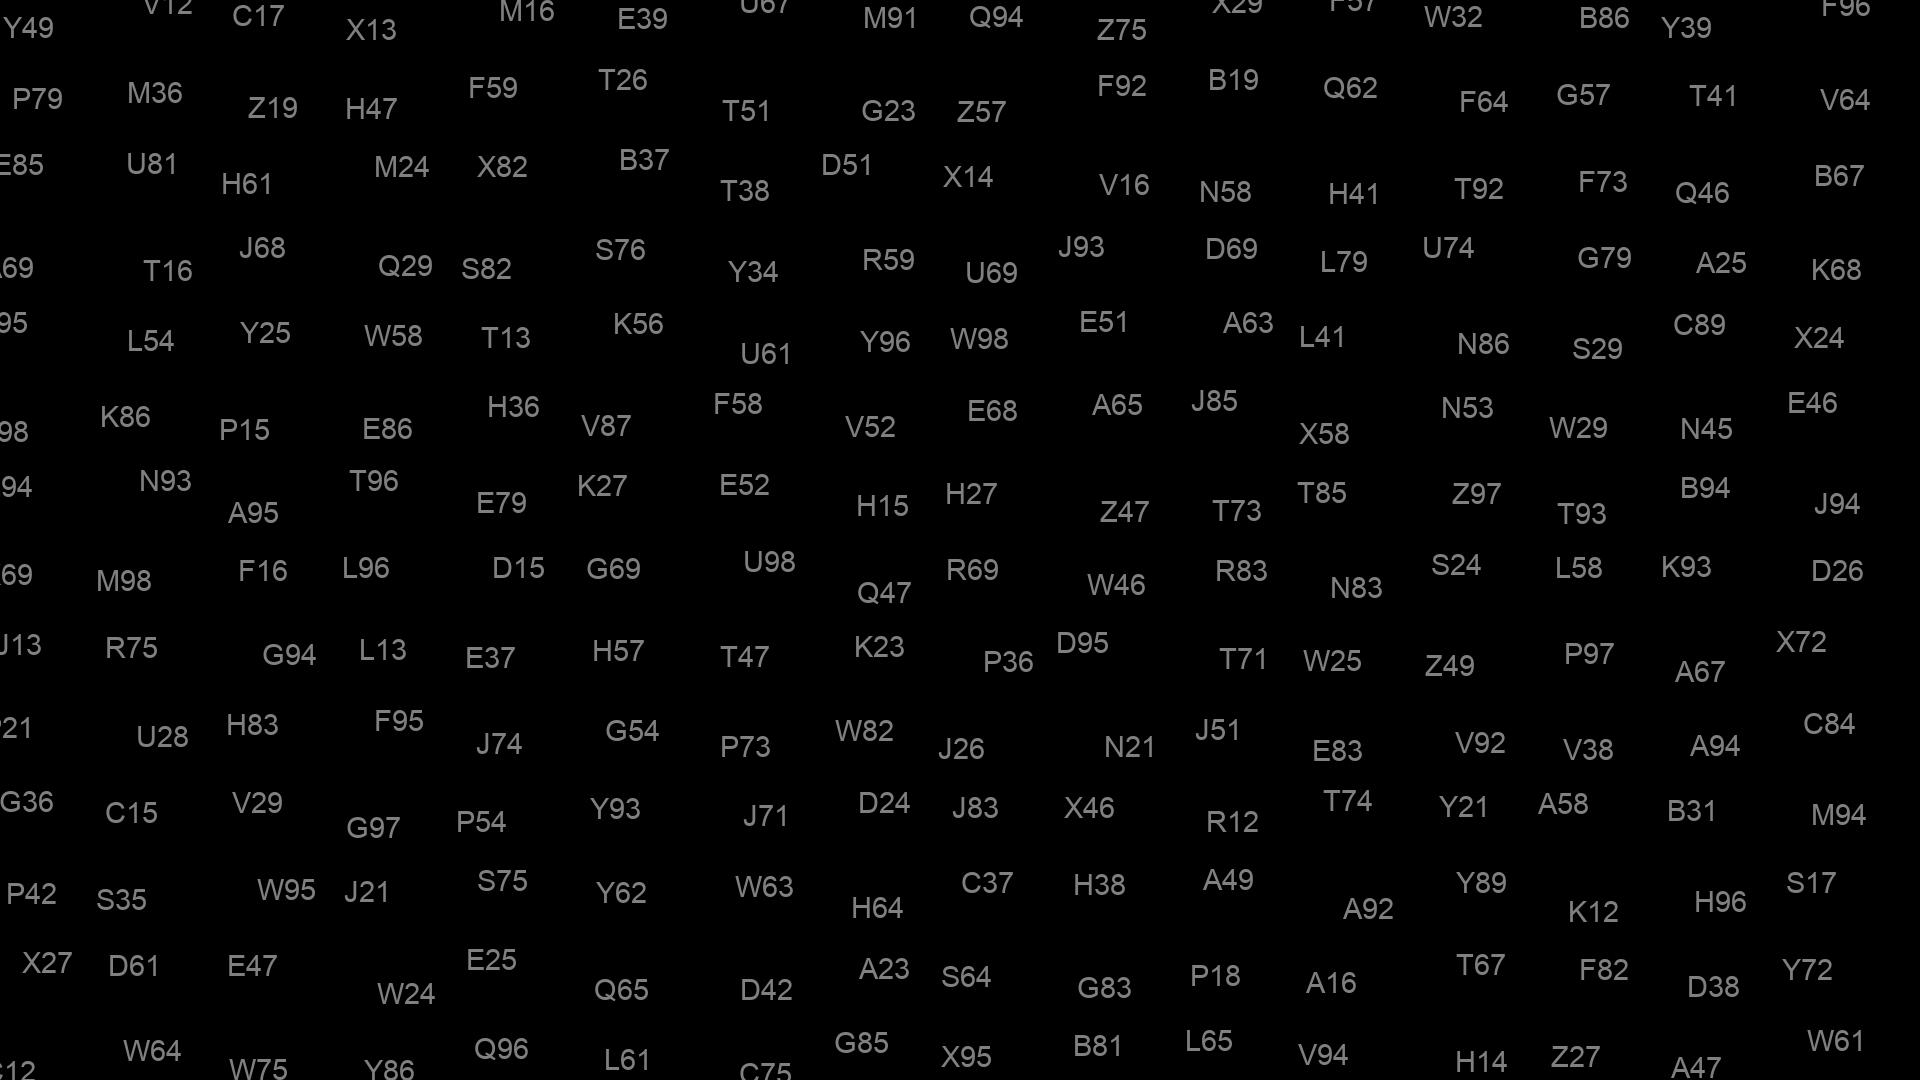 Y49 V12 C17 X13 M16 E39 U67 M91 Q94 Z75 X29 F57 W32 B86 Y39 F96
P79 M36 Z19 H47 F59 T26 T51 G23 Z57 F92 B19 Q62 F64 G57 T41 V64
E85 U81 H61 M24 X82 B37 T38 D51 X14 V16 N58 H41 T92 F73 Q46 B67
T16 J68 Q29 S82 S76 Y34 R59 U69 J93 D69 L79 U74 G79 A25 K68
L54 Y25 W58 T13 K56 U61 Y96 W98 E51 A63 L41 N86 S29 C89 X24
K86 P15 E86 H36 V87 F58 V52 E68 A65 J85 X58 N53 W29 N45 E46
N93 A95 T96 E79 K27 E52 H15 H27 Z47 T73 T85 Z97 T93 B94 J94
M98 F16 L96 D15 G69 U98 Q47 R69 W46 R83 N83 S24 L58 K93 D26
J13 R75 G94 L13 E37 H57 T47 K23 P36 D95 T71 W25 Z49 P97 A67 X72
U28 H83 F95 J74 G54 P73 W82 J26 N21 J51 E83 V92 V38 A94 C84
G36 C15 V29 G97 P54 Y93 J71 D24 J83 X46 R12 T74 Y21 A58 B31 M94
P42 S35 W95 J21 S75 Y62 W63 H64 C37 H38 A49 A92 Y89 K12 H96 S17
X27 D61 E47 W24 E25 Q65 D42 A23 S64 G83 P18 A16 T67 F82 D38 Y72
W64 W75 Y86 Q96 L61 C75 G85 X95 B81 L65 V94 H14 Z27 A47 W61